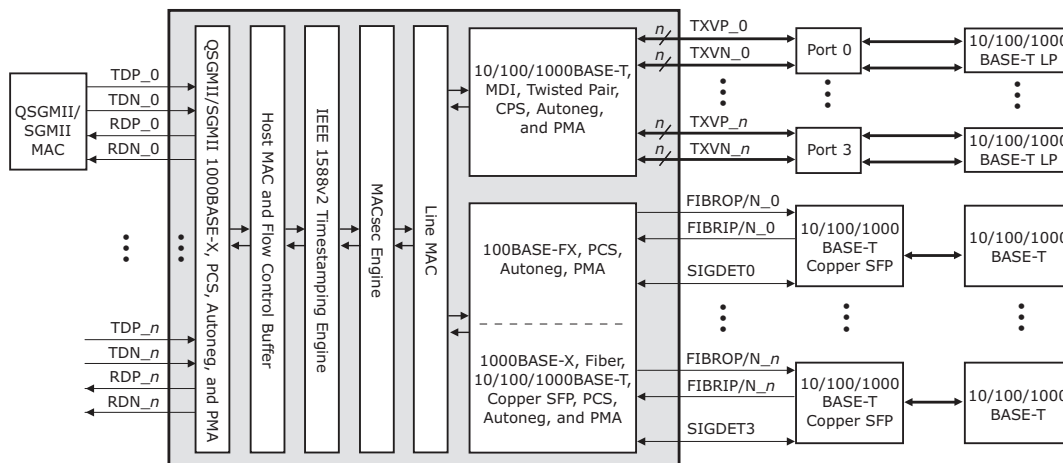 TDP_0
TDN_0
RDP_0
RDN_0
QSGMII/
SGMII
MAC
TDP_n
TDN_n
RDP_n
RDN_n
QSGMII/SGMII 1000BASE-X, PCS, Autoneg, and PMA
Host MAC and Flow Control Buffer
IEEE 1588v2 Timestamping Engine
MACsec Engine
Line MAC
10/100/1000BASE-T,
MDI, Twisted Pair,
CPS, Autoneg,
and PMA
100BASE-FX, PCS,
Autoneg, PMA
1000BASE-X, Fiber,
10/100/1000BASE-T,
Copper SFP, PCS,
Autoneg, and PMA
n
TXVP_0
n
TXVN_0
n
TXVP_n
n
TXVN_n
Port 0
Port 3
10/100/1000
BASE-T LP
10/100/1000
BASE-T LP
FIBROP/N_0
FIBRIP/N_0
SIGDET0
10/100/1000
BASE-T
Copper SFP
10/100/1000
BASE-T
FIBROP/N_n
FIBRIP/N_n
SIGDET3
10/100/1000
BASE-T
Copper SFP
10/100/1000
BASE-T